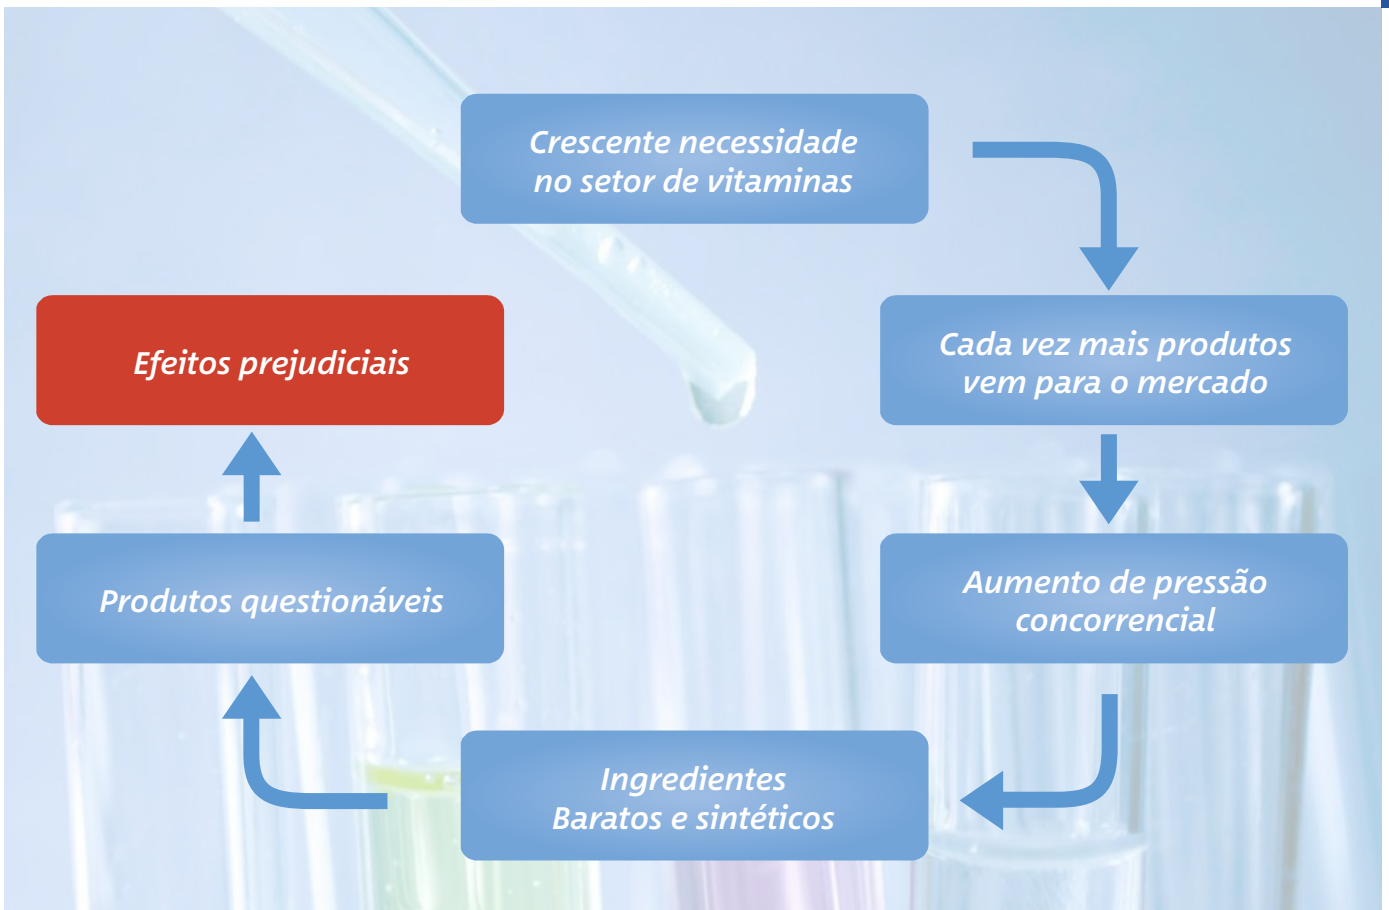 Crescente necessidade
no setor de vitaminas
Cada vez mais produtos
vem para o mercado
Aumento de pressão
concorrencial
Ingredientes
Baratos e sintéticos
Produtos questionáveis
Efeitos prejudiciais